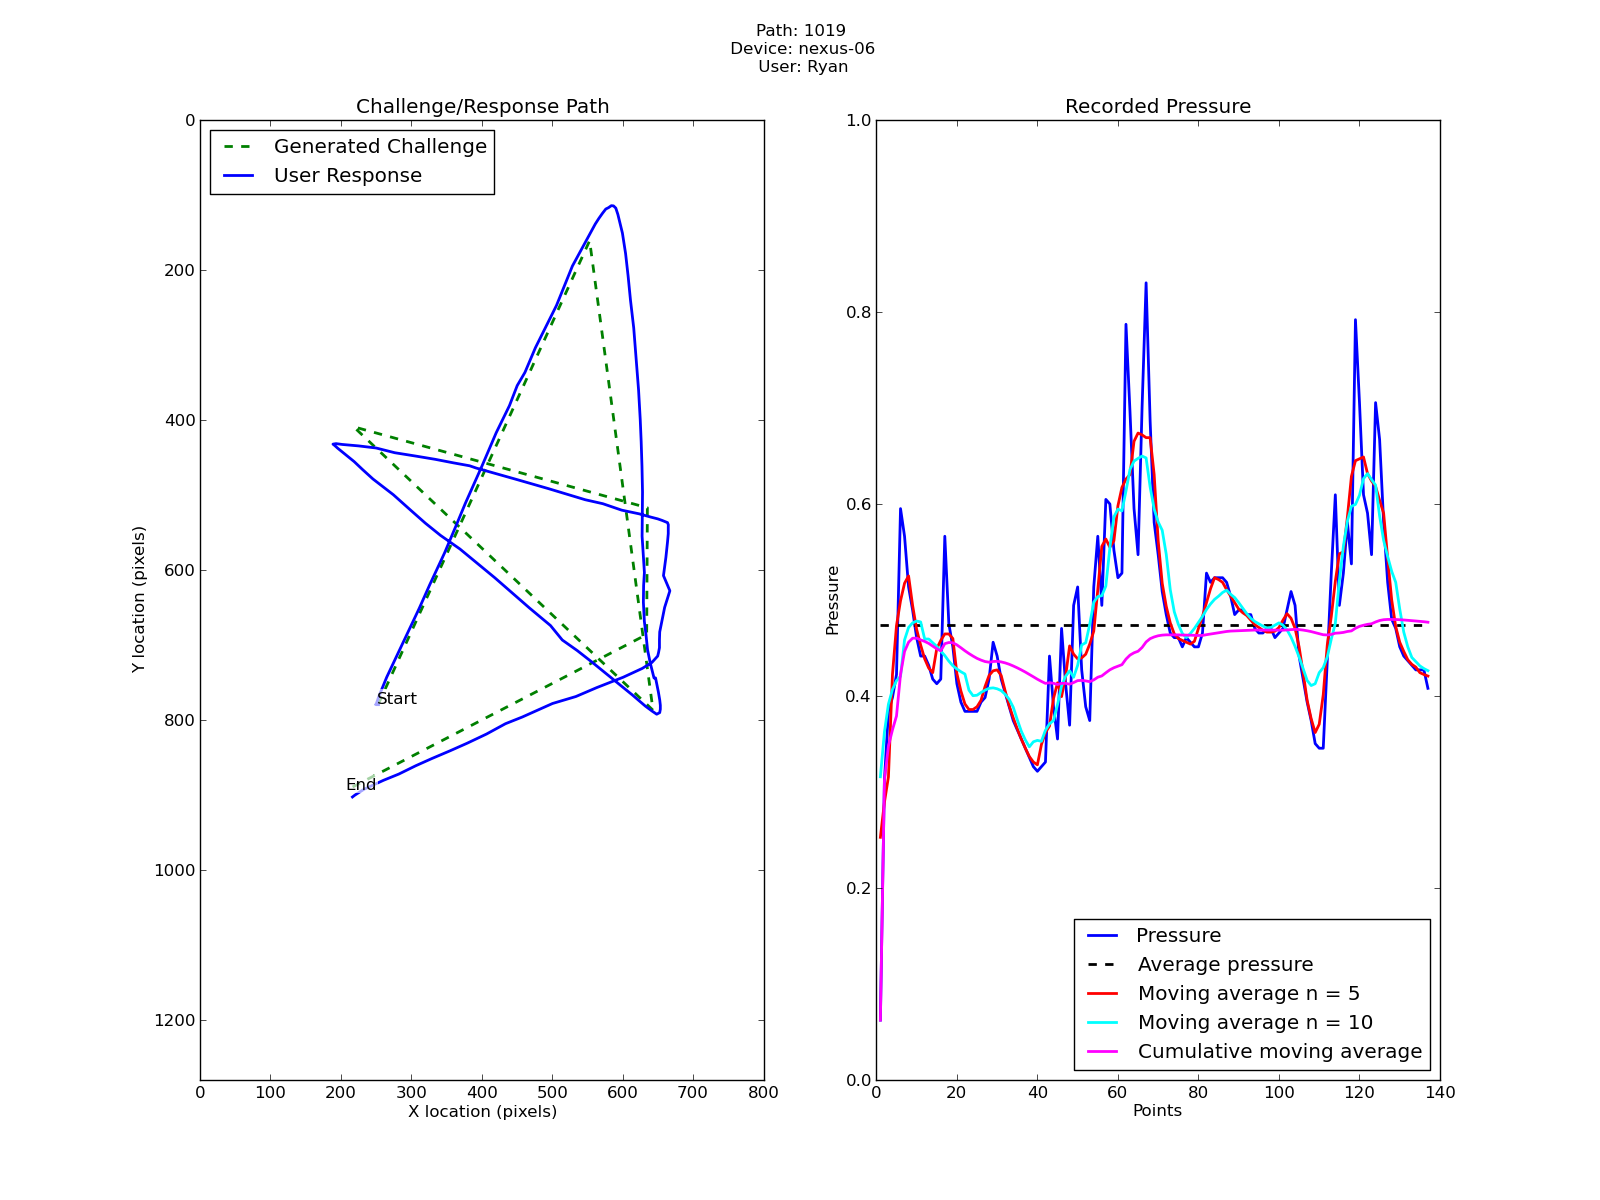 Path: 1019
Device: nexus-06
User: Ryan
Challenge/Response Path
Generated Challenge
User Response
Start
End
0
200
400
600
800
1000
1200
Y location (pixels)
0 100 200 300 400 500 600 700 800
X location (pixels)
Recorded Pressure
1.0
0.8
0.6
0.4
0.2
0.0
Pressure
Pressure
Average pressure
Moving average n = 5
Moving average n = 10
Cumulative moving average
0 20 40 60 80 100 120 140
Points